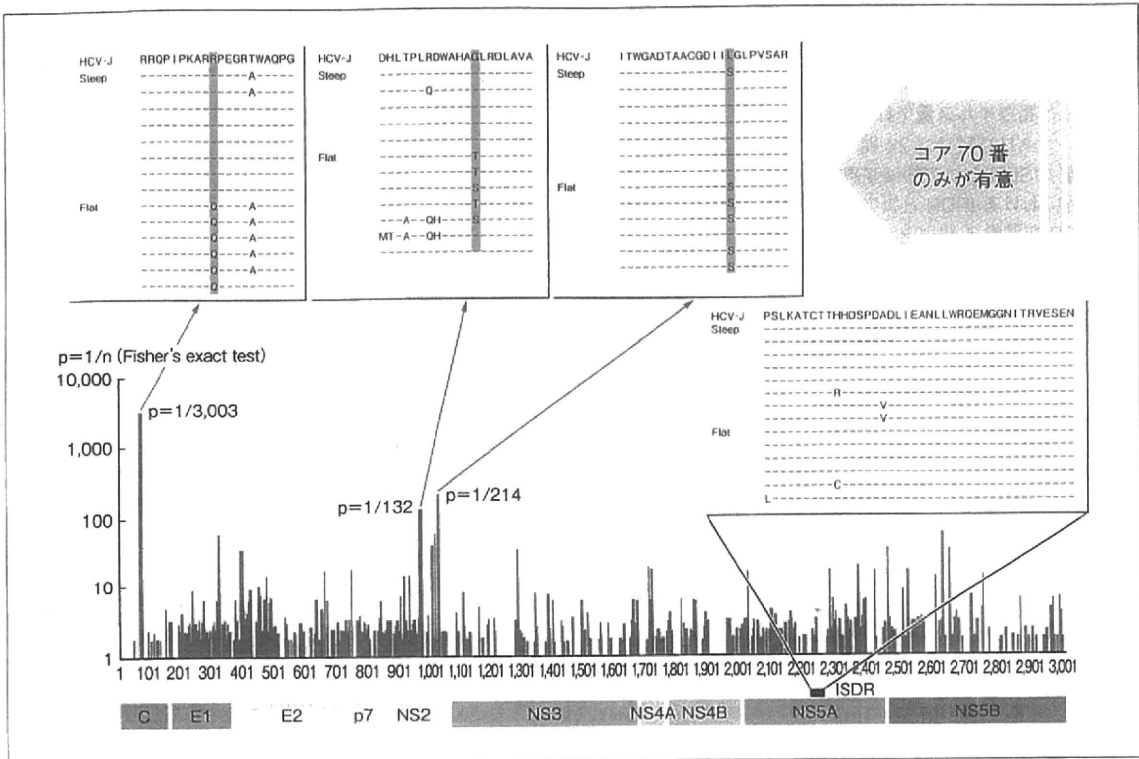 HCV-J RRQPIPKARRPEGRTWAQPG
Steep
A
A
Flat
Q A
Q A
Q A
Q A
Q A
Q
HCV-J DHLTPLRDWAHAGLRDLAVA
Steep
Q
Flat T
T
S
T
A--QH S
MT-A--QH S
HCV-J ITWGADTAACGDIILGLPVSAR
Steep S
Flat S
S
S
S
S
コア 70 番
のみが有意
HCV-J PSLKATCTTHHDSPDADLIEANLLWRQEMGGNITRVESEN
Steep
R
V
V
Flat
C
L
p=1/n (Fisher's exact test)
10,000
1,000
100
10
1
p=1/3,003
p=1/132
p=1/214
1 101 201 301 401 501 601 701 801 901 1,001 1,101 1,201 1,301 1,401 1,501 1,601 1,701 1,801 1,901 2,001 2,101 2,201 2,301 2,401 2,501 2,601 2,701 2,801 2,901 3,001
ISDR
C E1 E2 p7 NS2 NS3 NS4A NS4B NS5A NS5B